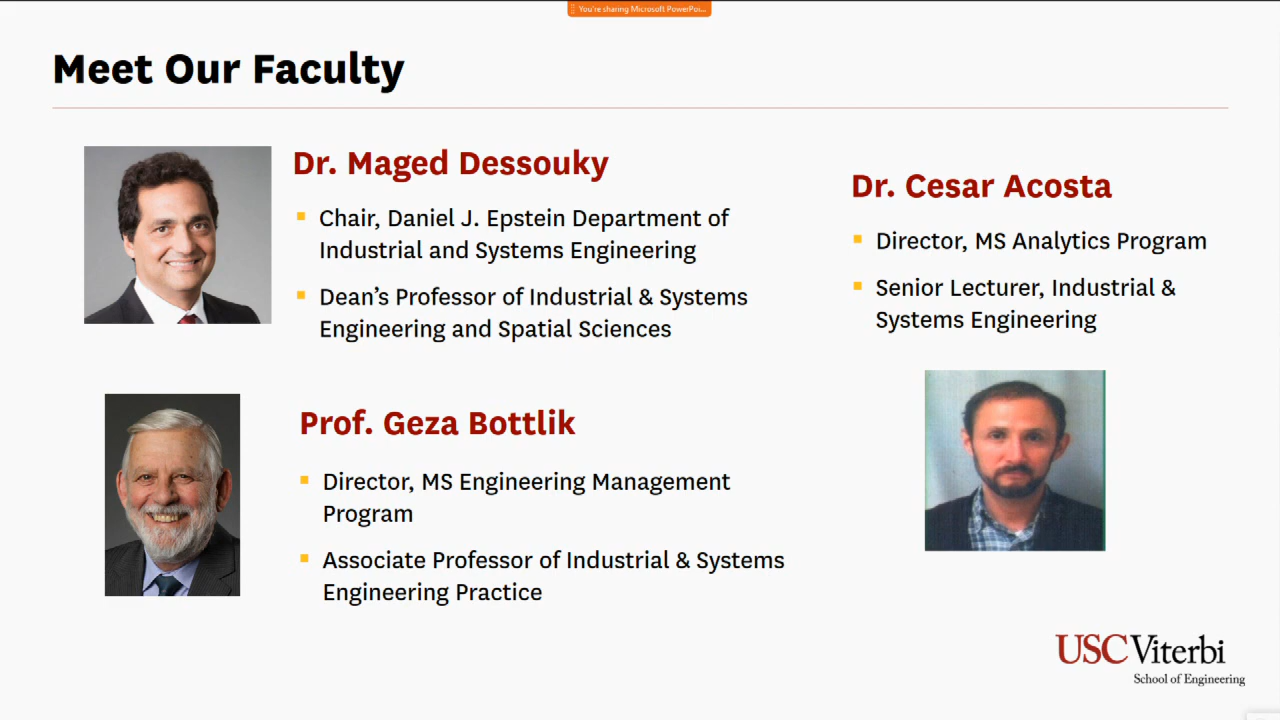 You're sharing Microsoft PowerPoi...
Meet Our Faculty
Dr. Maged Dessouky
Chair, Daniel J. Epstein Department of
Industrial and Systems Engineering
Dean’s Professor of Industrial & Systems
Engineering and Spatial Sciences
Prof. Geza Bottlik
Director, MS Engineering Management
Program
Associate Professor of Industrial & Systems
Engineering Practice
Dr. Cesar Acosta
Director, MS Analytics Program
Senior Lecturer, Industrial &
Systems Engineering
USC Viterbi
School of Engineering